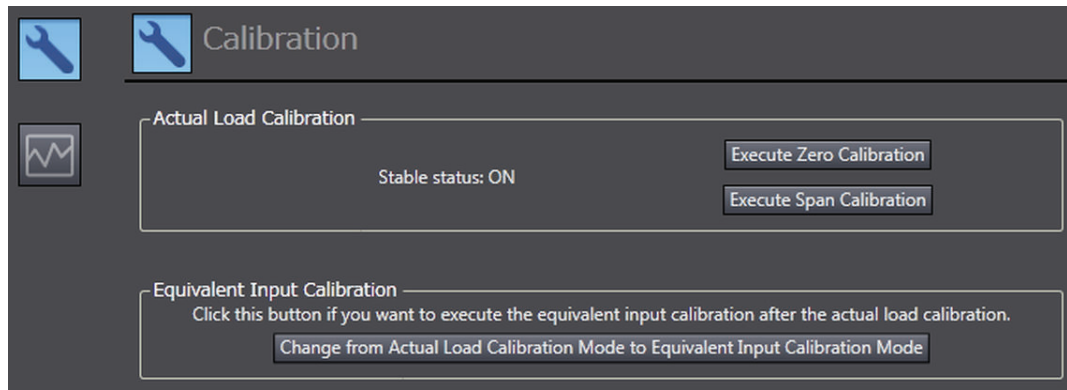 Calibration
Actual Load Calibration
Stable status: ON
Execute Zero Calibration
Execute Span Calibration
Equivalent Input Calibration
Click this button if you want to execute the equivalent input calibration after the actual load calibration.
Change from Actual Load Calibration Mode to Equivalent Input Calibration Mode